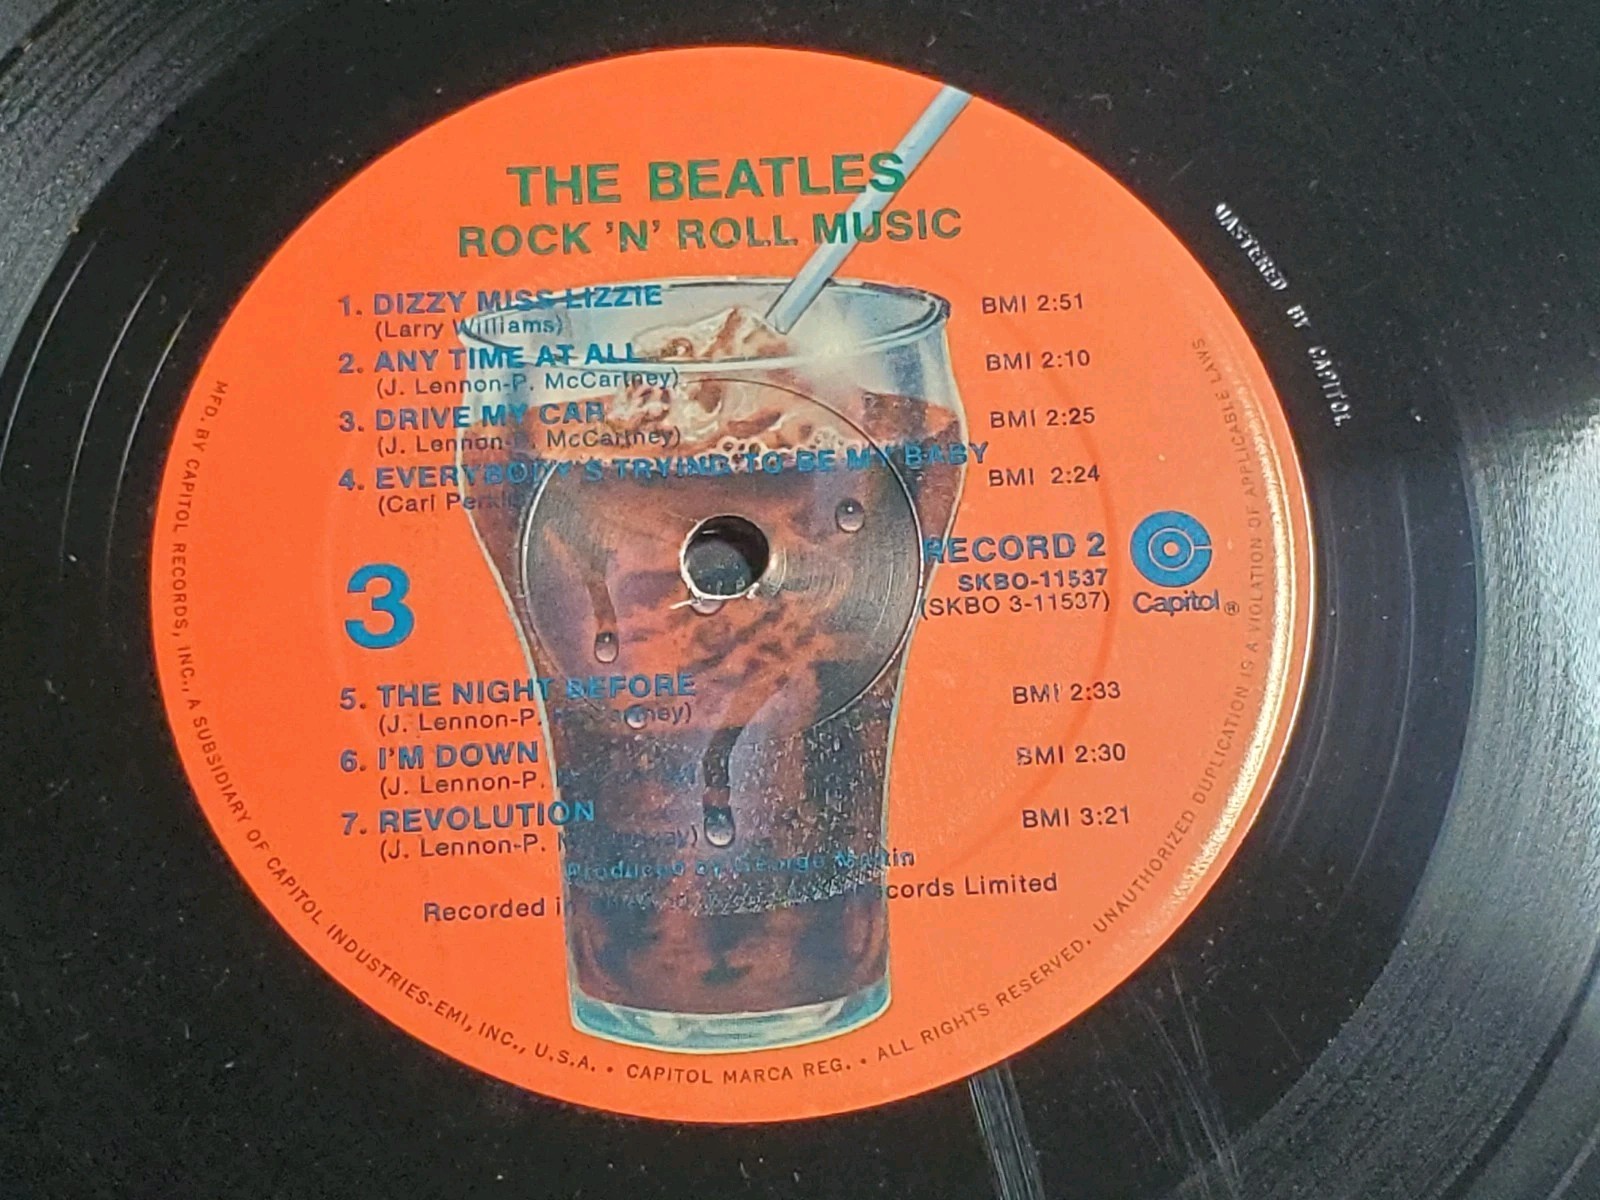 THE BEATLES
ROCK 'N' ROLL MUSIC
1. DIZZY MISS LIZZIE BMI 2:51
(Larry Williams)
2. ANY TIME AT ALL BMI 2:10
(J. Lennon-P. McCartney)
3. DRIVE MY CAR BMI 2:25
(J. Lennon-P. McCartney)
4. EVERYBODY'S TRYING TO BE MY BABY BMI 2:24
(Carl Perkins
3
RECORD 2
SKBO-11537
(SKBO 3-11537)
Capitol®
5. THE NIGHT BEFORE BMI 2:33
(J. Lennon-P. McCartney)
6. I'M DOWN BMI 2:30
(J. Lennon-P.
7. REVOLUTION BMI 3:21
(J. Lennon-P. McCartney)
Produced by George Martin
Recorded in Records Limited
MFD. BY CAPITOL RECORDS, INC., A SUBSIDIARY OF CAPITOL INDUSTRIES-EMI, INC., U.S.A. • CAPITOL MARCA REG. • ALL RIGHTS RESERVED. UNAUTHORIZED DUPLICATION IS A VIOLATION OF APPLICABLE LAWS
MASTERED BY CAPITOL